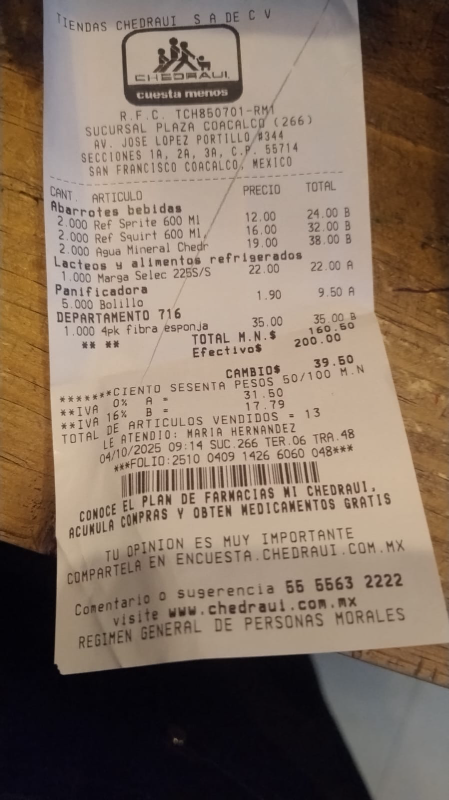 TIENDAS CHEDRAUI S A DE C V
CHEDRAUI
cuesta menos
R.F.C. TCH850701-RM1
SUCURSAL PLAZA COACALCO (266)
AV. JOSE LOPEZ PORTILLO #344
SECCIONES 1A, 2A, 3A, C.P. 55714
SAN FRANCISCO COACALCO, MEXICO
CANT. ARTICULO PRECIO TOTAL
Abarrotes bebidas
2.000 Ref Sprite 600 Ml 12.00 24.00 B
2.000 Ref Squirt 600 Ml, 16.00 32.00 B
2.000 Agua Mineral Chedr 19.00 38.00 B
Lacteos y alimentos refrigerados
1.000 Marga Selec 225S/S 22.00 22.00 A
Panificadora
5.000 Bolillo 1.90 9.50 A
DEPARTAMENTO 716
1.000 4pk fibra esponja 35.00 35.00 B
** ** TOTAL M.N.$ 160.50
Efectivo$ 200.00
CAMBIO$ 39.50
*******CIENTO SESENTA PESOS 50/100 M.N
**IVA 0% A = 31.50
**IVA 16% B = 17.79
TOTAL DE ARTICULOS VENDIDOS = 13
LE ATENDIO: MARIA HERNANDEZ
04/10/2025 09:14 SUC.266 TER.06 TRA.48
***FOLIO:2510 0409 1426 6060 048***
CONOCE EL PLAN DE FARMACIAS MI CHEDRAUI,
ACUMULA COMPRAS Y OBTEN MEDICAMENTOS GRATIS
TU OPINION ES MUY IMPORTANTE
COMPARTELA EN ENCUESTA.CHEDRAUI.COM.MX
Comentario o sugerencia 55 5563 2222
visite www.chedraui.com.mx
REGIMEN GENERAL DE PERSONAS MORALES